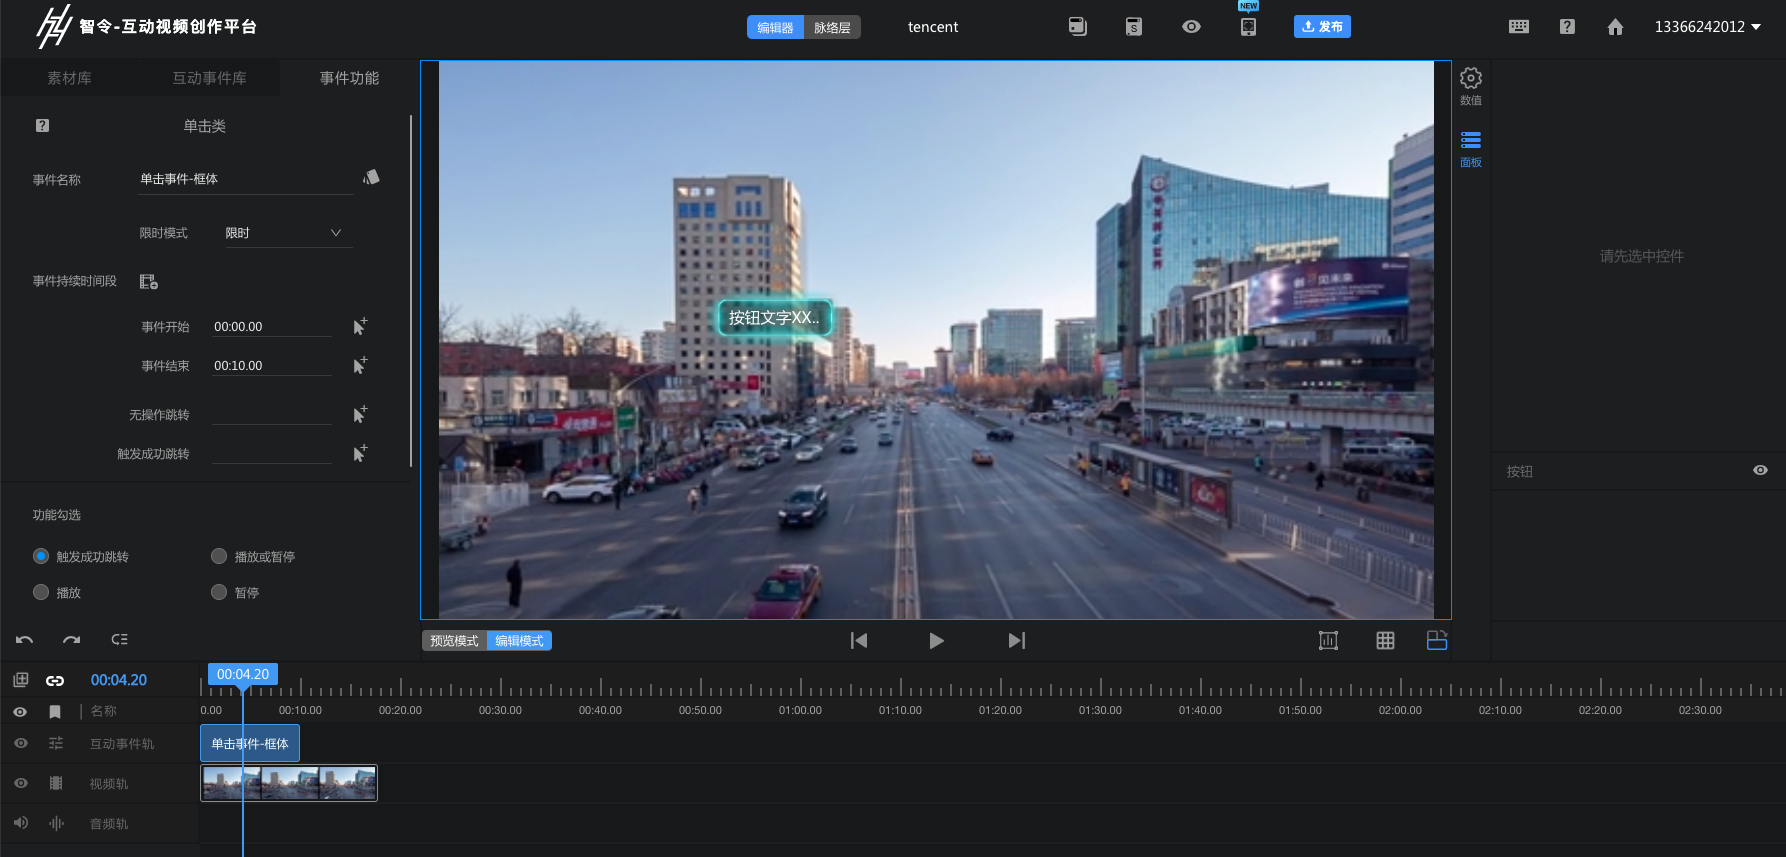 智令-互动视频创作平台
编辑器 脉络层
tencent
S
NEW
发布
?
13366242012
素材库 互动事件库 事件功能
? 单击类
事件名称 单击事件-框体
限时模式 限时
事件持续时间段
事件开始 00:00.00
事件结束 00:10.00
无操作跳转
触发成功跳转
功能勾选
触发成功跳转 播放或暂停
播放 暂停
按钮文字XX..
见未来
数值
面板
请先选中控件
按钮
预览模式 编辑模式
00:04.20
00:04.20
0.00 00:10.00 00:20.00 00:30.00 00:40.00 00:50.00 01:00.00 01:10.00 01:20.00 01:30.00 01:40.00 01:50.00 02:00.00 02:10.00 02:20.00 02:30.00
名称
互动事件轨 单击事件-框体
视频轨
音频轨